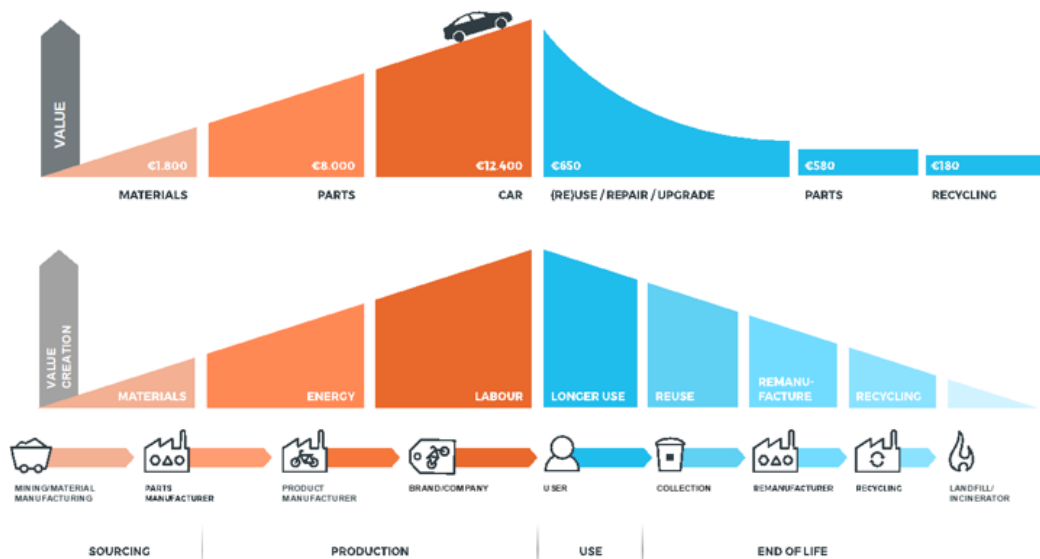 VALUE
€1.800
€8.000
€12.400
€650
€580
€180
MATERIALS
PARTS
CAR
(RE)USE / REPAIR / UPGRADE
PARTS
RECYCLING
VALUE
CREATION
MATERIALS
ENERGY
LABOUR
LONGER USE
REUSE
REMANU-
FACTURE
RECYCLING
MINING/MATERIAL
MANUFACTURING
PARTS
MANUFACTURER
PRODUCT
MANUFACTURER
BRAND/COMPANY
USER
COLLECTION
REMANUFACTURER
RECYCLING
LANDFILL/
INCINERATOR
SOURCING
PRODUCTION
USE
END OF LIFE